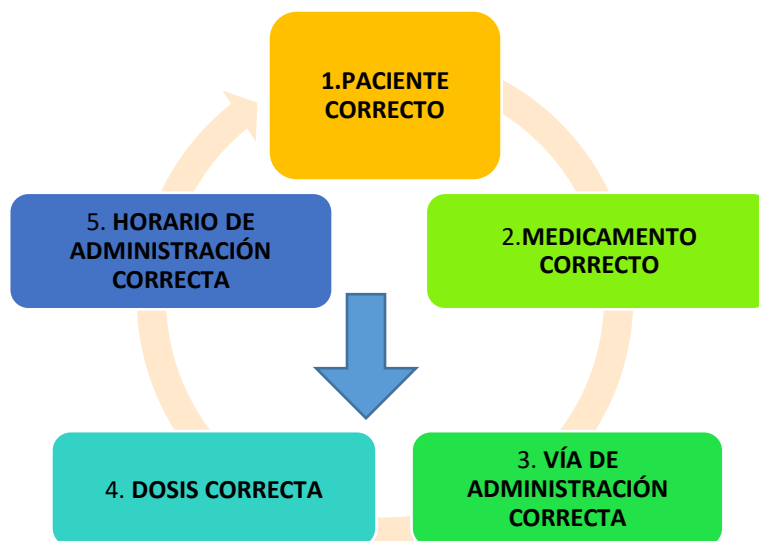 1.PACIENTE
CORRECTO
2.MEDICAMENTO
CORRECTO
3. VÍA DE
ADMINISTRACIÓN
CORRECTA
4. DOSIS CORRECTA
5. HORARIO DE
ADMINISTRACIÓN
CORRECTA